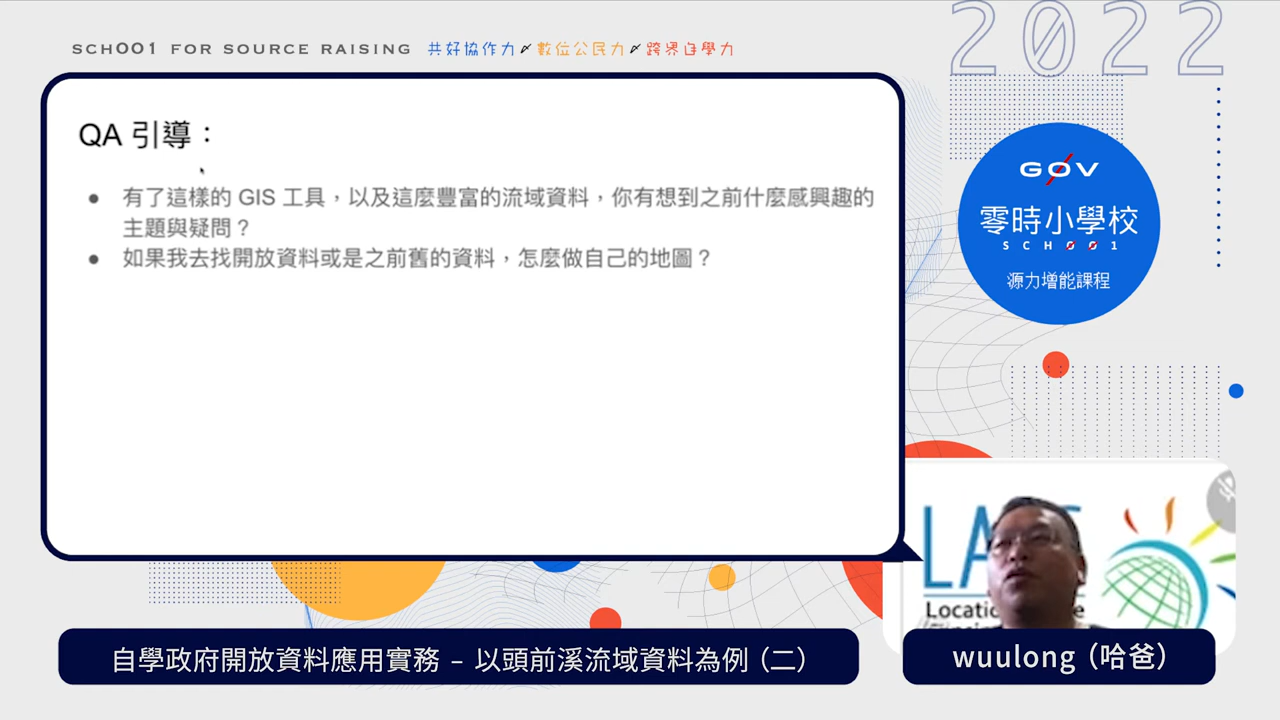 2022
SCH001 FOR SOURCE RAISING 共好協作力 數位公民力 跨界自學力
QA 引導：
● 有了這樣的 GIS 工具，以及這麼豐富的流域資料，你有想到之前什麼感興趣的
主題與疑問？
● 如果我去找開放資料或是之前舊的資料，怎麼做自己的地圖？
G0V
零時小學校
SCH001
源力增能課程
自學政府開放資料應用實務 – 以頭前溪流域資料為例（二）
wuulong（哈爸）